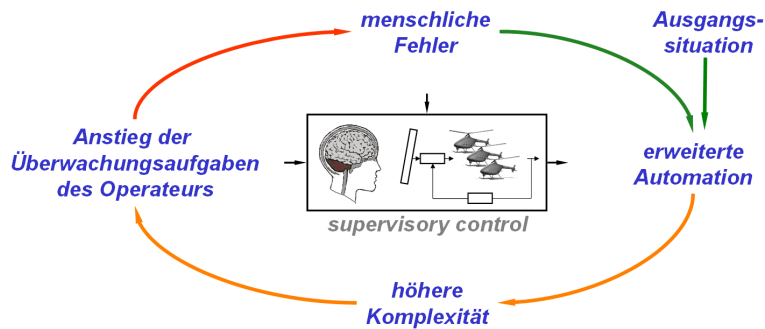 menschliche
Fehler
Ausgangs-
situation
Anstieg der
Überwachungsaufgaben
des Operateurs
erweiterte
Automation
supervisory control
höhere
Komplexität